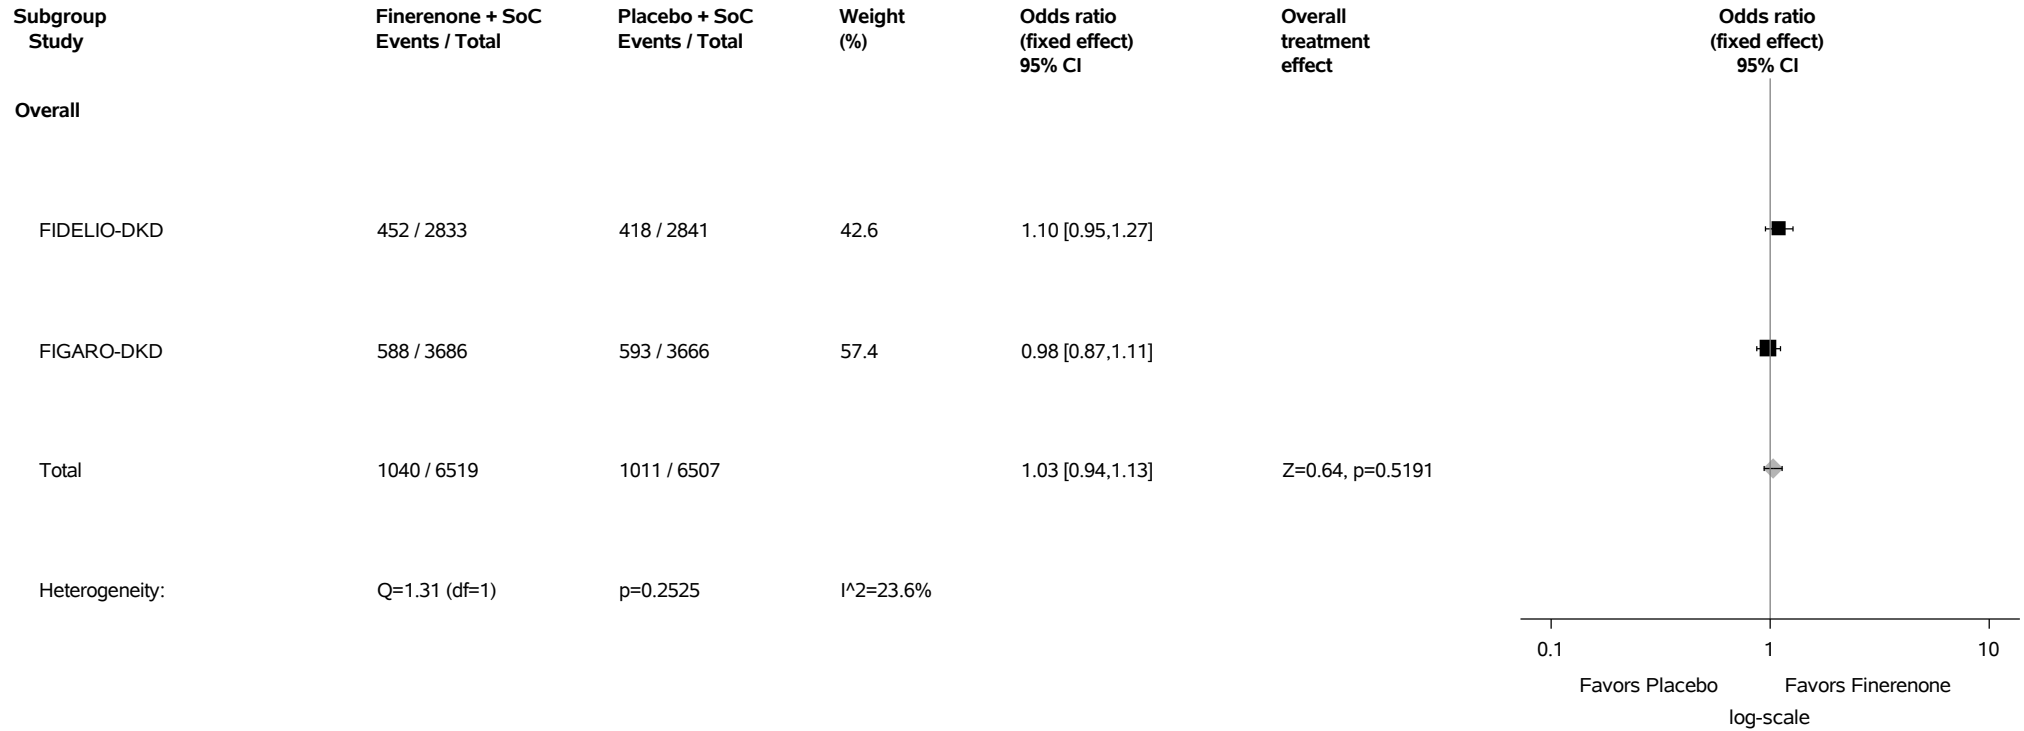 Subgroup Finerenone + SoC Placebo + SoC Weight Odds ratio Overall Odds ratio
Study Events / Total Events / Total (%) (fixed effect) treatment (fixed effect)
95% CI effect 95% CI
Overall
FIDELIO-DKD 452 / 2833 418 / 2841 42.6 1.10 [0.95,1.27]
FIGARO-DKD 588 / 3686 593 / 3666 57.4 0.98 [0.87,1.11]
Total 1040 / 6519 1011 / 6507 1.03 [0.94,1.13] Z=0.64, p=0.5191
Heterogeneity: Q=1.31 (df=1) p=0.2525 I^2=23.6%
0.1 1 10
Favors Placebo Favors Finerenone
log-scale